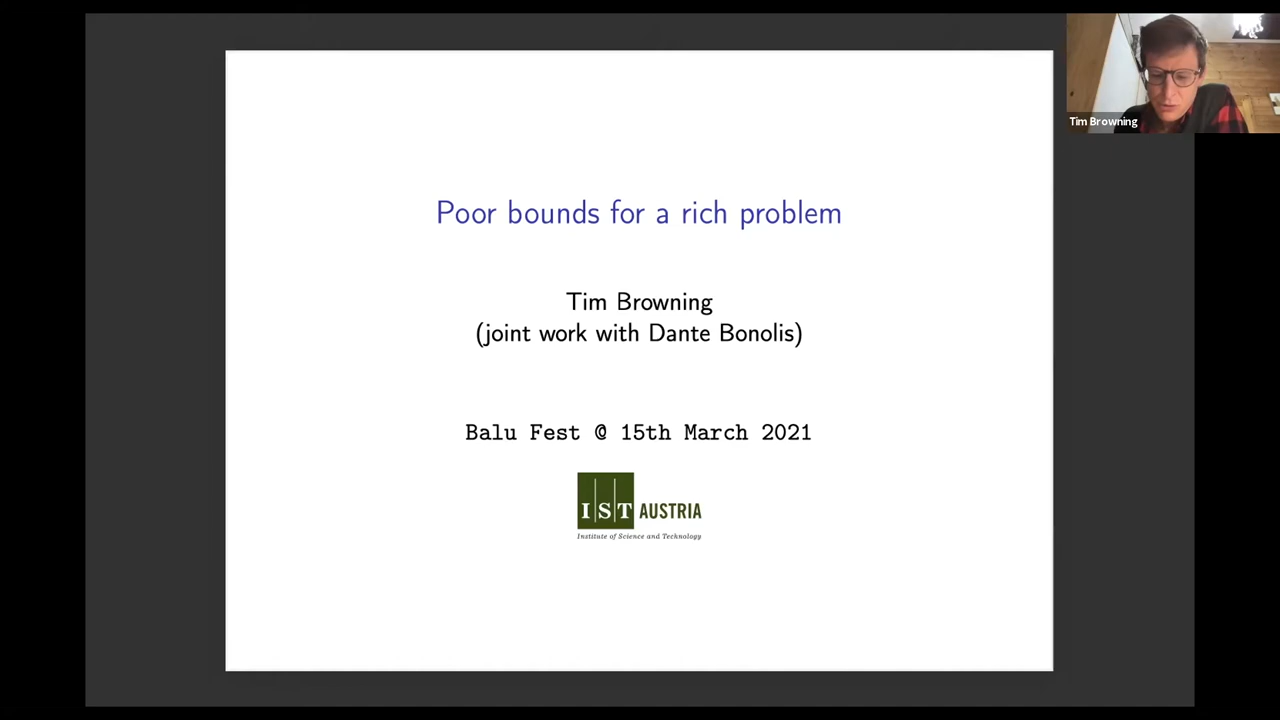 Poor bounds for a rich problem
Tim Browning
(joint work with Dante Bonolis)
Balu Fest @ 15th March 2021
IST AUSTRIA
Institute of Science and Technology
Tim Browning